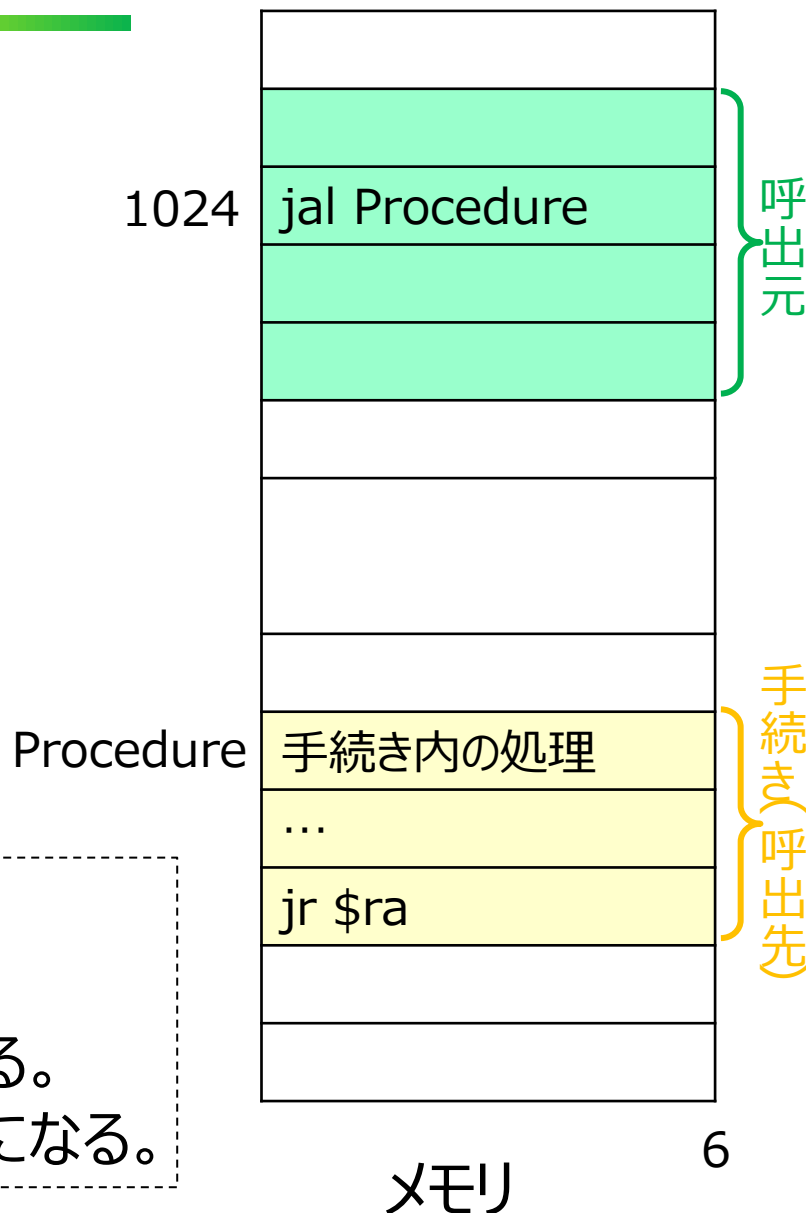 1024
jal Procedure
呼出元
Procedure
手続き内の処理
…
jr $ra
手続き(呼出先)
る。
になる。
メモリ
6